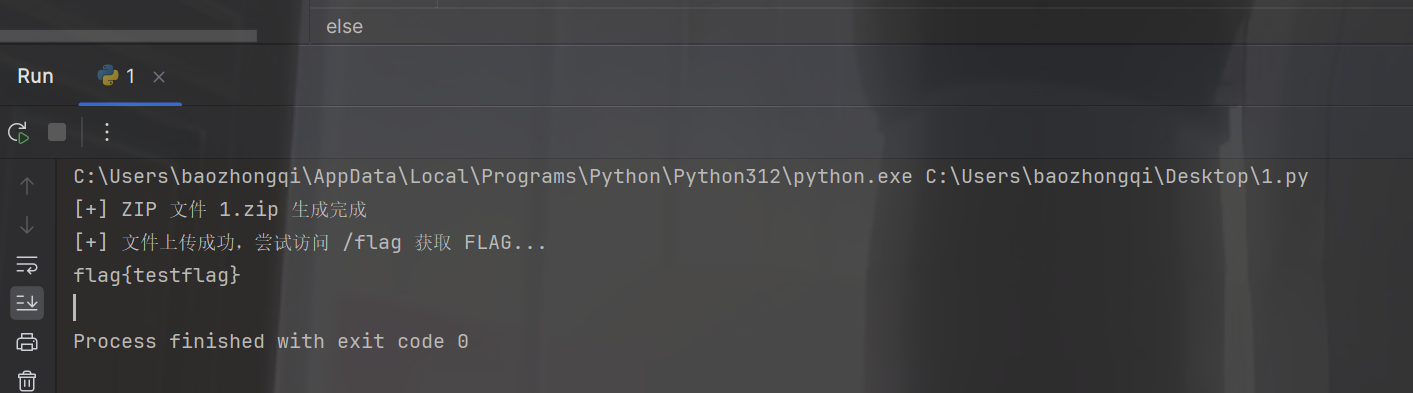 else
Run 1
C:\Users\baozhongqi\AppData\Local\Programs\Python\Python312\python.exe C:\Users\baozhongqi\Desktop\1.py
[+] ZIP 文件 1.zip 生成完成
[+] 文件上传成功，尝试访问 /flag 获取 FLAG...
flag{testflag}
Process finished with exit code 0